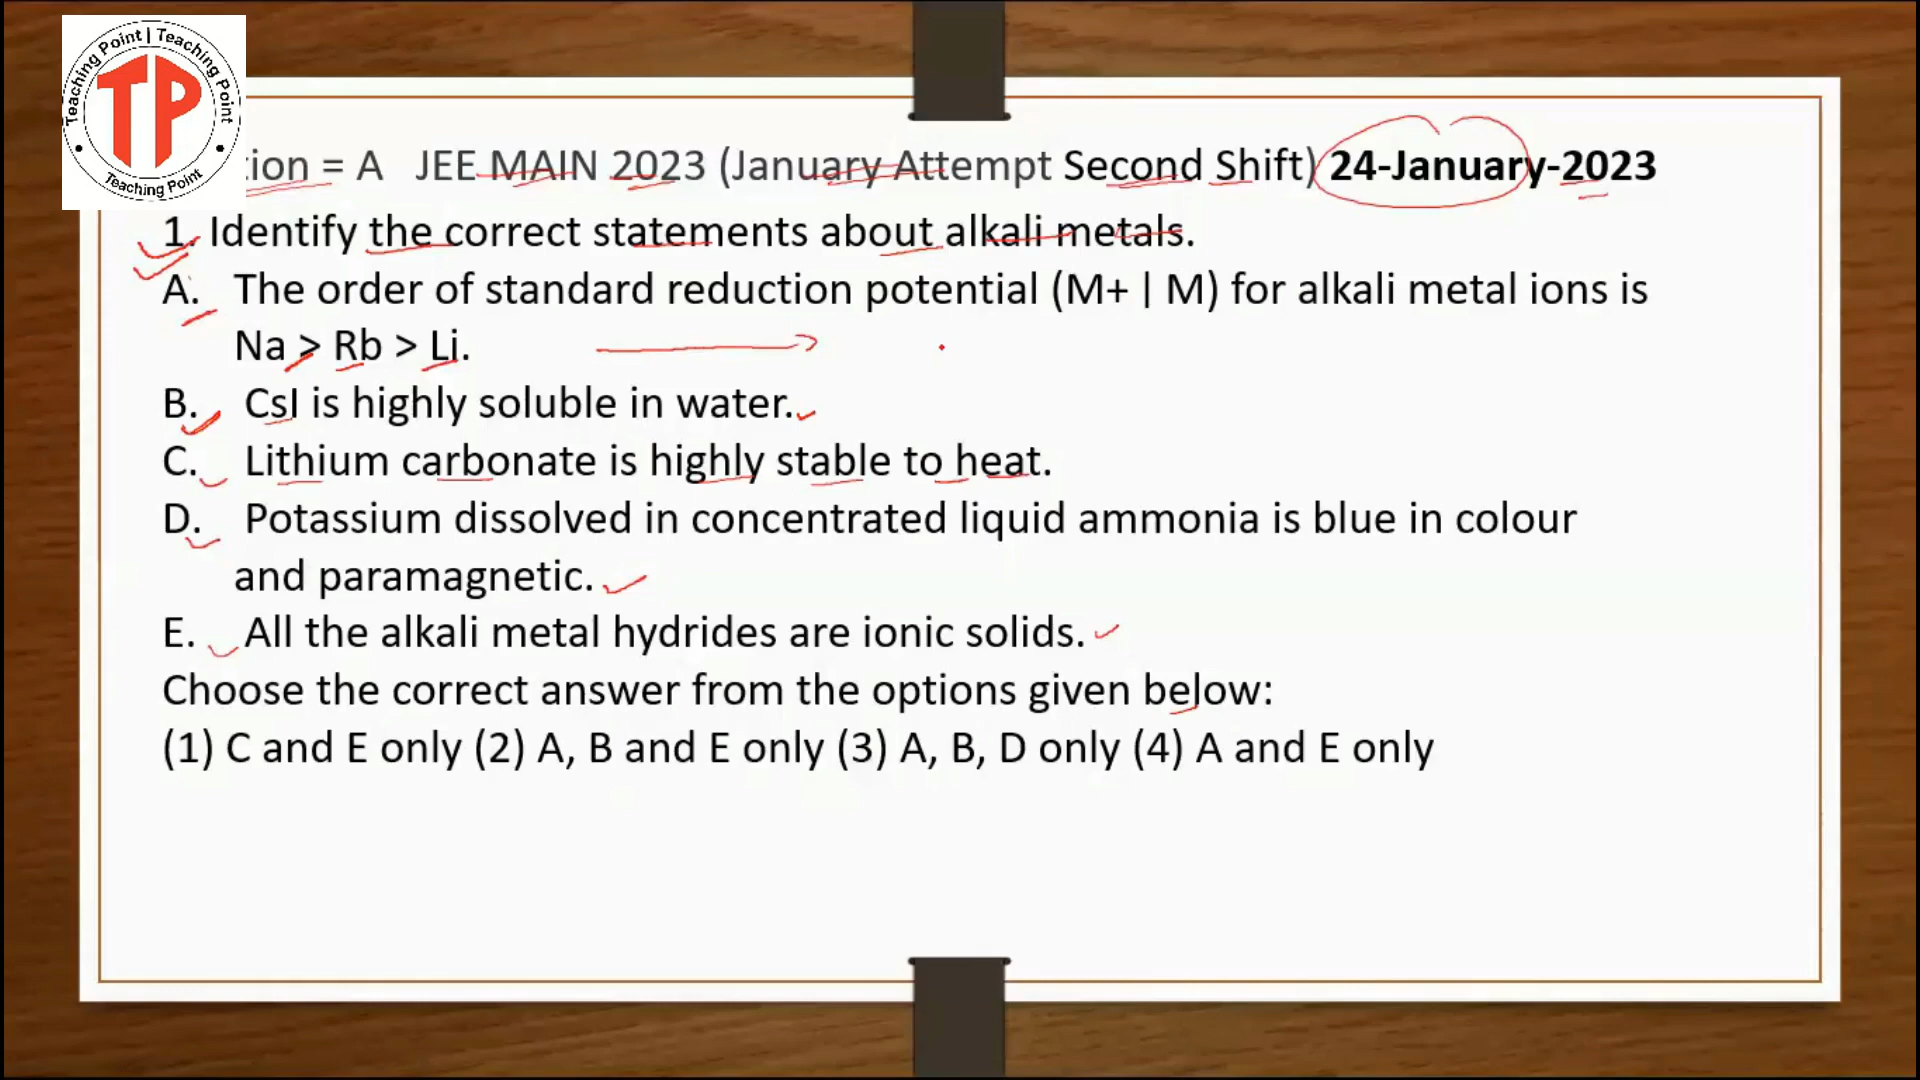 Teaching Point | Teaching Point
TP
Teaching Point
tion = A JEE MAIN 2023 (January Attempt Second Shift) 24-January-2023
1. Identify the correct statements about alkali metals.
A. The order of standard reduction potential (M+ | M) for alkali metal ions is
Na > Rb > Li.
B. CsI is highly soluble in water.
C. Lithium carbonate is highly stable to heat.
D. Potassium dissolved in concentrated liquid ammonia is blue in colour
and paramagnetic.
E. All the alkali metal hydrides are ionic solids.
Choose the correct answer from the options given below:
(1) C and E only (2) A, B and E only (3) A, B, D only (4) A and E only